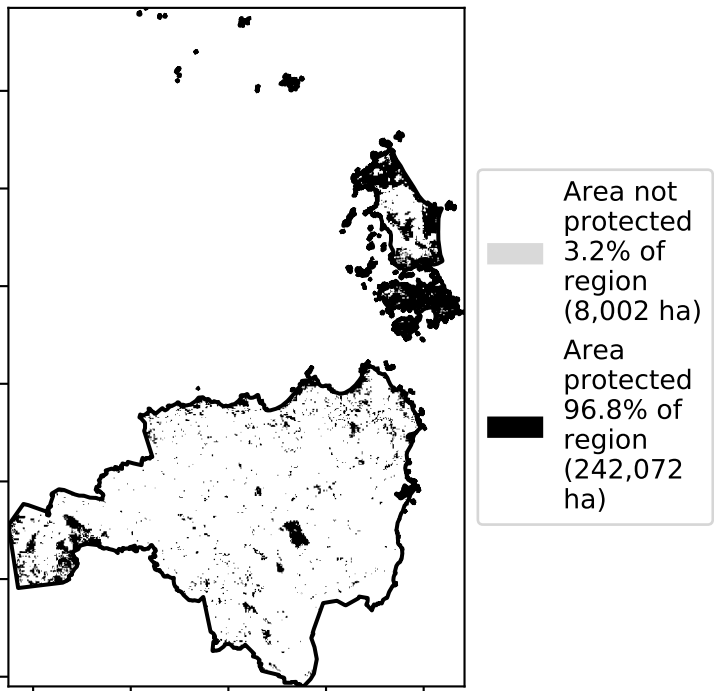 Area not
protected
3.2% of
region
(8,002 ha)
Area
protected
96.8% of
region
(242,072
ha)